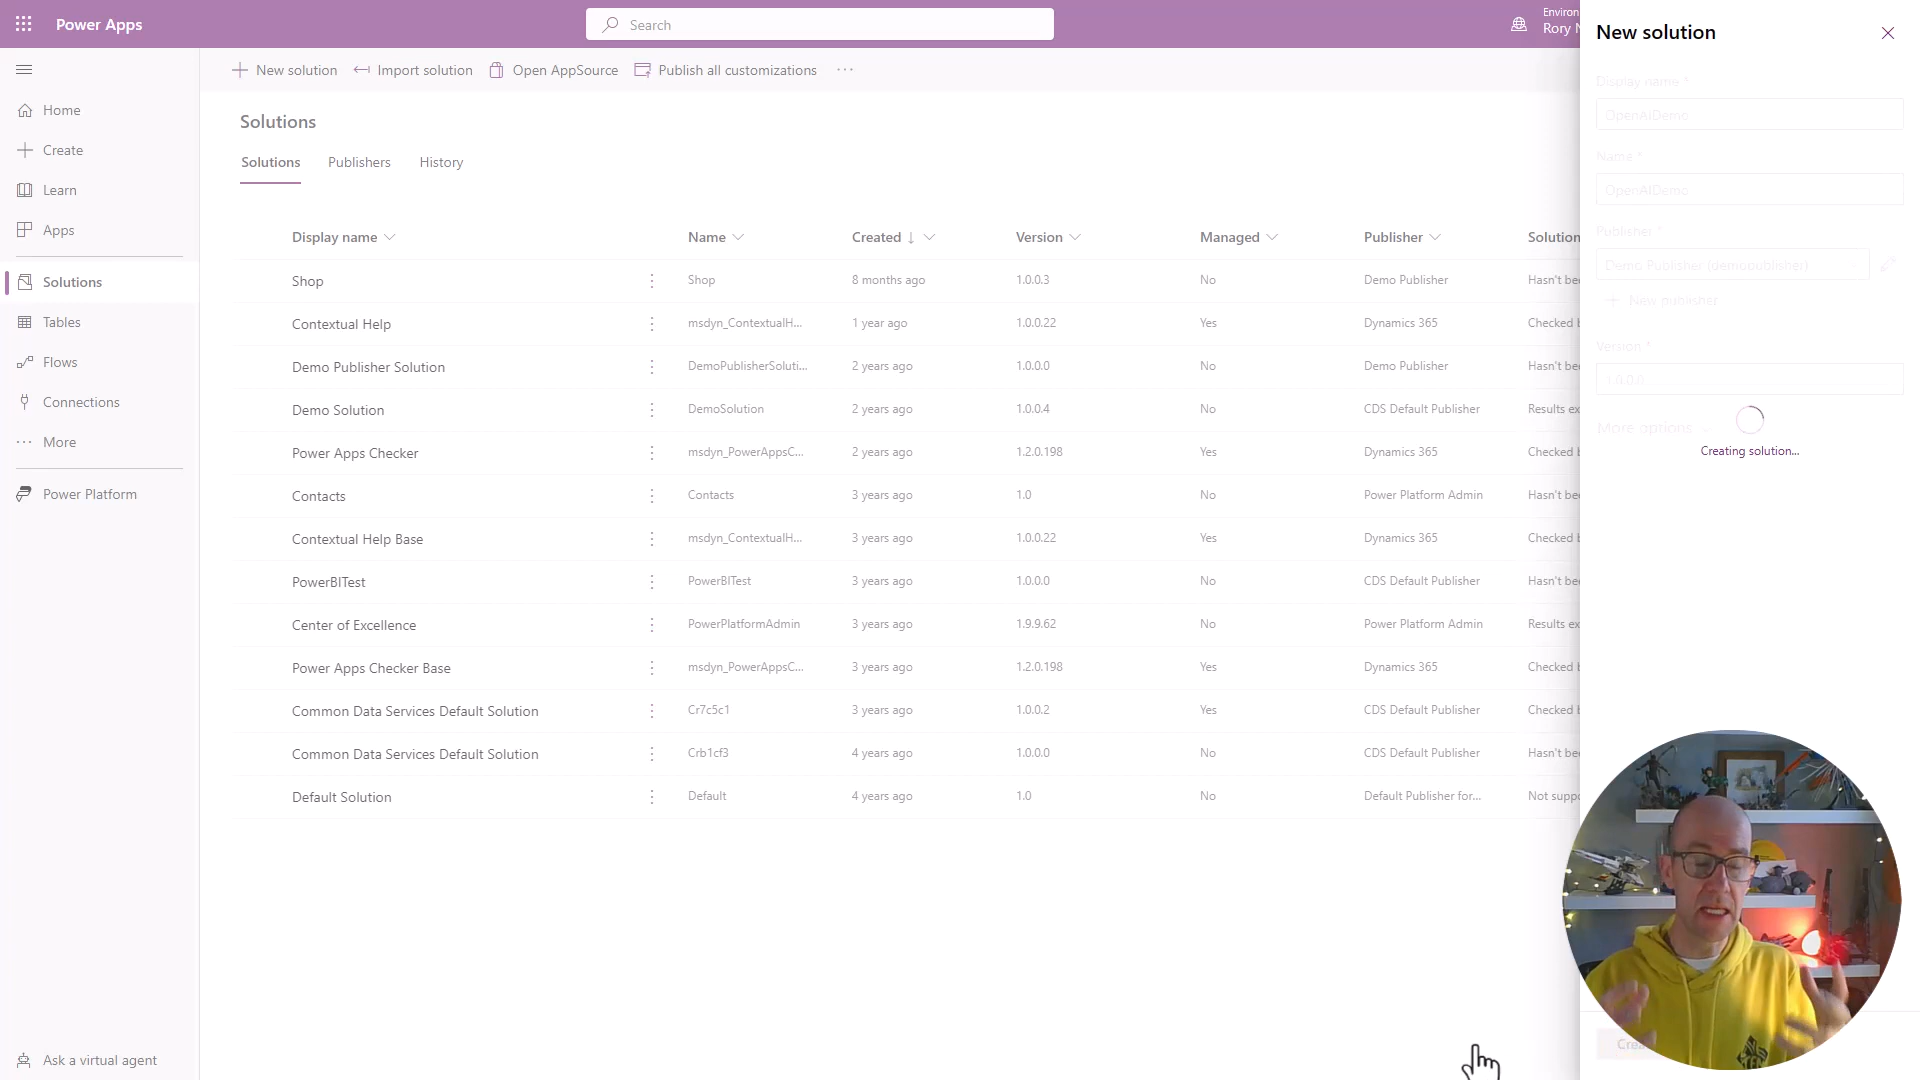 Power Apps
Search
Environ
Rory N
New solution
New solution
Import solution
Open AppSource
Publish all customizations
Home
Create
Learn
Apps
Solutions
Tables
Flows
Connections
More
Power Platform
Ask a virtual agent
Solutions
Solutions Publishers History
Display name Name Created Version Managed Publisher Solution
Shop Shop 8 months ago 1.0.0.3 No Demo Publisher Hasn't bee
Contextual Help msdyn_ContextualH... 1 year ago 1.0.0.22 Yes Dynamics 365 Checked b
Demo Publisher Solution DemoPublisherSoluti... 2 years ago 1.0.0.0 No Demo Publisher Hasn't bee
Demo Solution DemoSolution 2 years ago 1.0.0.4 No CDS Default Publisher Results ex
Power Apps Checker msdyn_PowerAppsC... 2 years ago 1.2.0.198 Yes Dynamics 365 Checked b
Contacts Contacts 3 years ago 1.0 No Power Platform Admin Hasn't bee
Contextual Help Base msdyn_ContextualH... 3 years ago 1.0.0.22 Yes Dynamics 365 Checked b
PowerBITest PowerBITest 3 years ago 1.0.0.0 No CDS Default Publisher Hasn't bee
Center of Excellence PowerPlatformAdmin 3 years ago 1.9.9.62 No Power Platform Admin Results ex
Power Apps Checker Base msdyn_PowerAppsC... 3 years ago 1.2.0.198 Yes Dynamics 365 Checked b
Common Data Services Default Solution Cr7c5c1 3 years ago 1.0.0.2 Yes CDS Default Publisher Checked b
Common Data Services Default Solution Crb1cf3 4 years ago 1.0.0.0 No CDS Default Publisher Hasn't bee
Default Solution Default 4 years ago 1.0 No Default Publisher for... Not suppo
Display name *
OpenAIDemo
Name *
OpenAIDemo
Publisher *
Demo Publisher (demopublisher)
New publisher
Version *
1.0.0.0
More options
Creating solution...
Cre